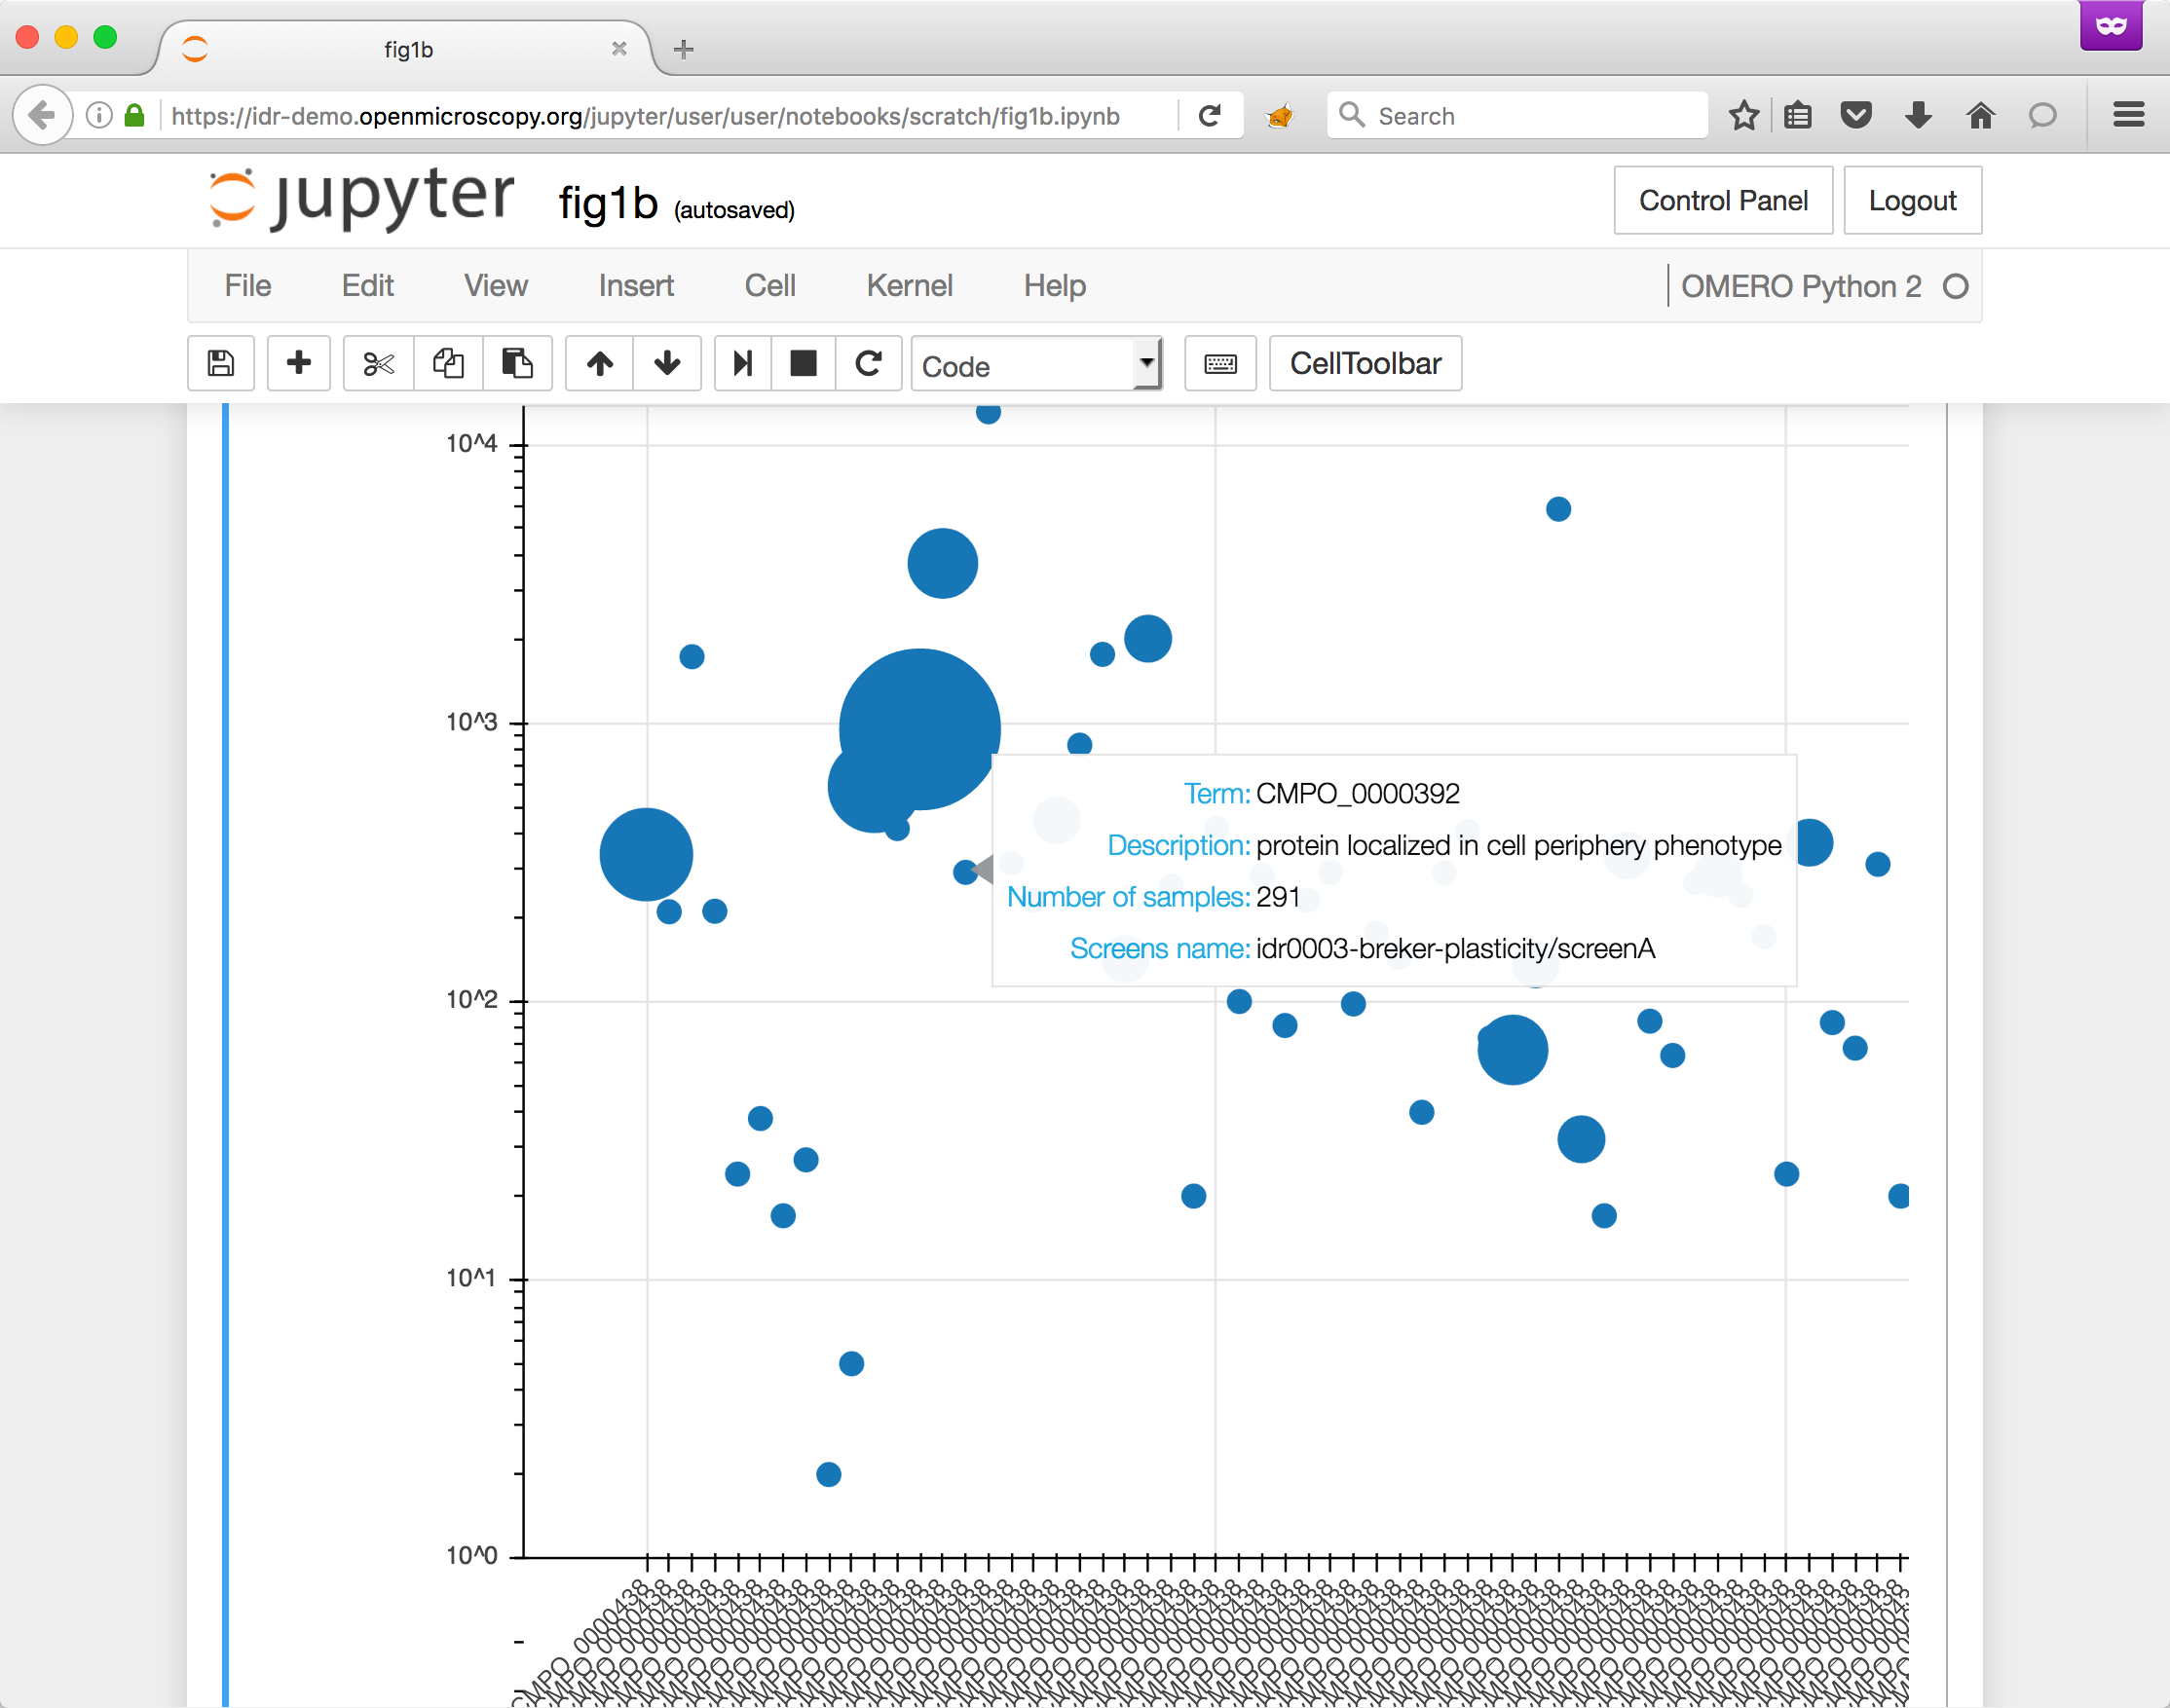 fig1b
https://idr-demo.openmicroscopy.org/jupyter/user/user/notebooks/scratch/fig1b.ipynb
Search
jupyter fig1b (autosaved)
Control Panel
Logout
File Edit View Insert Cell Kernel Help
OMERO Python 2
Code
CellToolbar
10^4
10^3
Term: CMPO_0000392
Description: protein localized in cell periphery phenotype
Number of samples: 291
Screens name: idr0003-breker-plasticity/screenA
10^2
10^1
10^0
CMPO_0000438